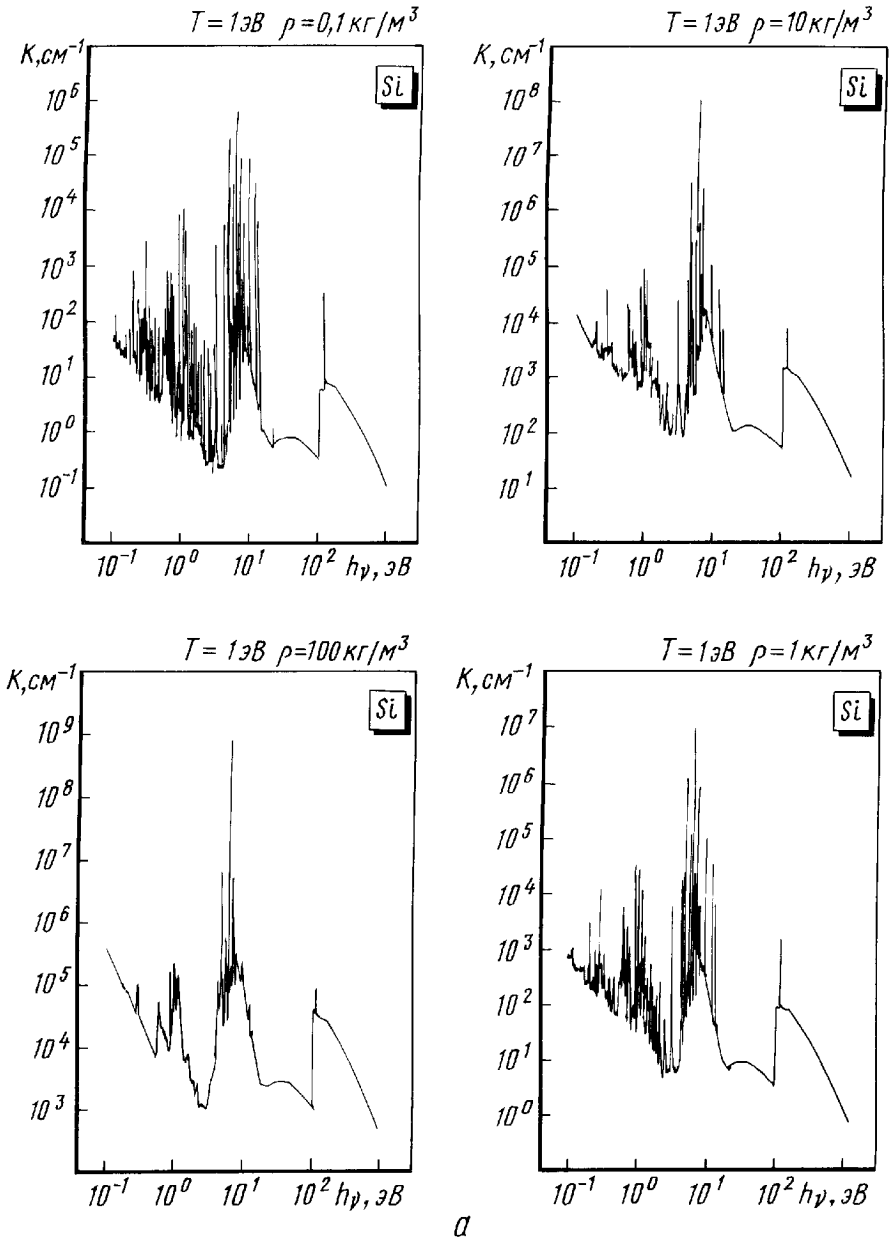 T = 1эВ ρ = 0,1 кг/м³
K, см⁻¹
Si
10⁶
10⁵
10⁴
10³
10²
10¹
10⁰
10⁻¹
10⁻¹ 10⁰ 10¹ 10² hν, эВ
T = 1эВ ρ = 10 кг/м³
K, см⁻¹
Si
10⁸
10⁷
10⁶
10⁵
10⁴
10³
10²
10¹
10⁻¹ 10⁰ 10¹ 10² hν, эВ
T = 1эВ ρ = 100 кг/м³
K, см⁻¹
Si
10⁹
10⁸
10⁷
10⁶
10⁵
10⁴
10³
10⁻¹ 10⁰ 10¹ 10² hν, эВ
T = 1эВ ρ = 1 кг/м³
K, см⁻¹
Si
10⁷
10⁶
10⁵
10⁴
10³
10²
10¹
10⁰
10⁻¹ 10⁰ 10¹ 10² hν, эВ
а